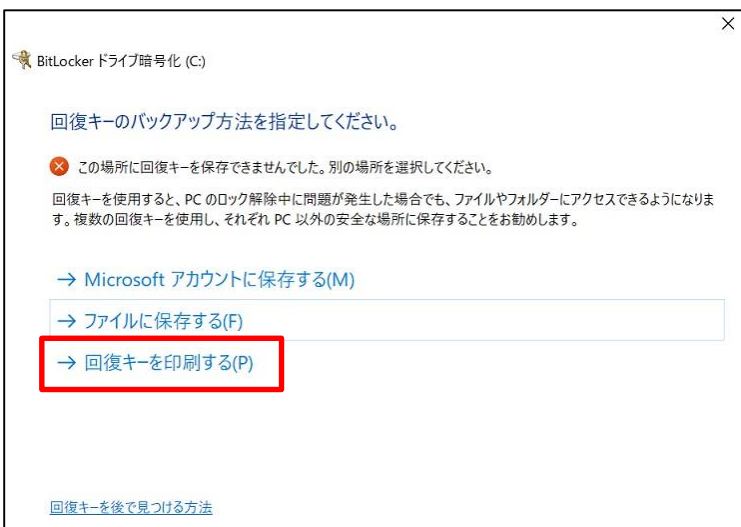 BitLocker ドライブ暗号化 (C:)
回復キーのバックアップ方法を指定してください。
この場所に回復キーを保存できませんでした。別の場所を選択してください。
回復キーを使用すると、PC のロック解除中に問題が発生した場合でも、ファイルやフォルダーにアクセスできるようになりま
す。複数の回復キーを使用し、それぞれ PC 以外の安全な場所に保存することをお勧めします。
→ Microsoft アカウントに保存する(M)
→ ファイルに保存する(F)
→ 回復キーを印刷する(P)
回復キーを後で見つける方法